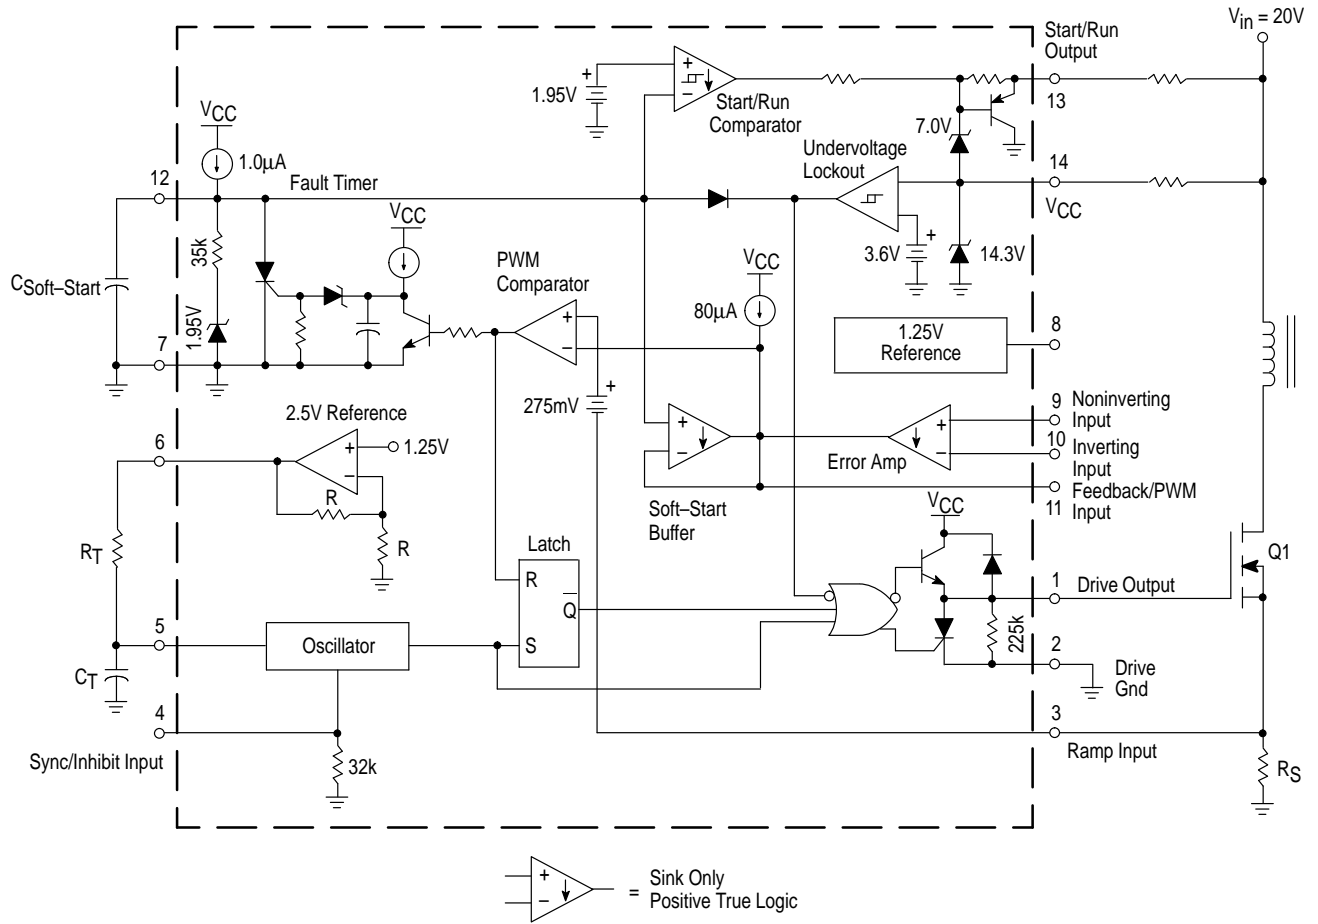 Vin = 20V
Start/Run
Output
13
1.95V
Start/Run
Comparator
VCC
1.0µA
7.0V
Undervoltage
Lockout
12
Fault Timer
14
VCC
VCC
35k
3.6V
14.3V
CSoft–Start
PWM
Comparator
VCC
80µA
1.95V
1.25V
Reference
8
7
275mV
9
Noninverting
Input
2.5V Reference
1.25V
6
10
Inverting
Input
Error Amp
R
Soft–Start
Buffer
11
Feedback/PWM
Input
VCC
RT
R
Latch
R
Q
S
Q1
1
Drive Output
5
Oscillator
225k
2
Drive
Gnd
CT
4
3
Sync/Inhibit Input
32k
Ramp Input
RS
= Sink Only
Positive True Logic